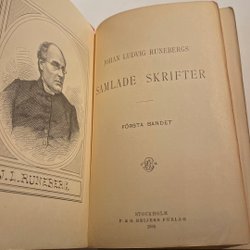 J. L. RUNEBERG.
JOHAN LUDVIG RUNEBERGS
SAMLADE SKRIFTER
FÖRSTA BANDET
STOCKHOLM
F. & G. BEIJERS FÖRLAG